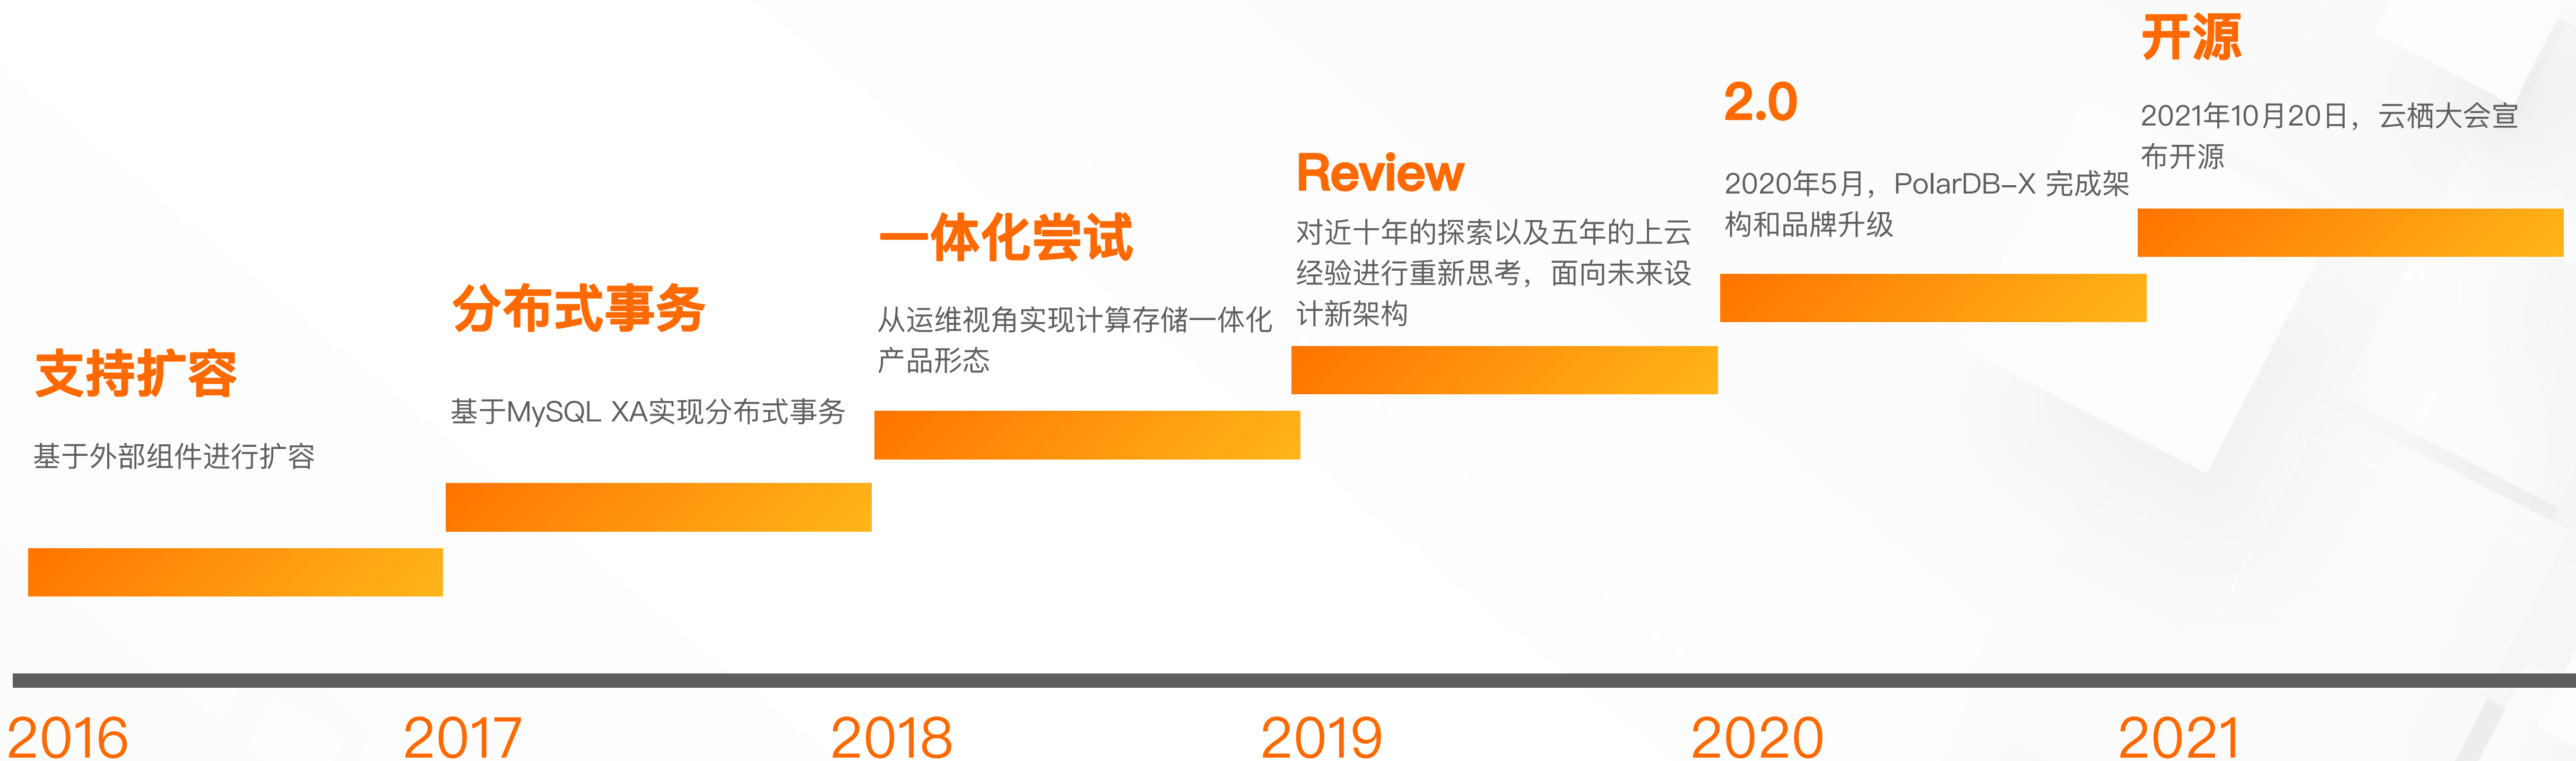 支持扩容
基于外部组件进行扩容
分布式事务
基于MySQL XA实现分布式事务
一体化尝试
从运维视角实现计算存储一体化
产品形态
Review
对近十年的探索以及五年的上云
经验进行重新思考，面向未来设
计新架构
2.0
2020年5月，PolarDB-X 完成架
构和品牌升级
开源
2021年10月20日，云栖大会宣
布开源
2016
2017
2018
2019
2020
2021